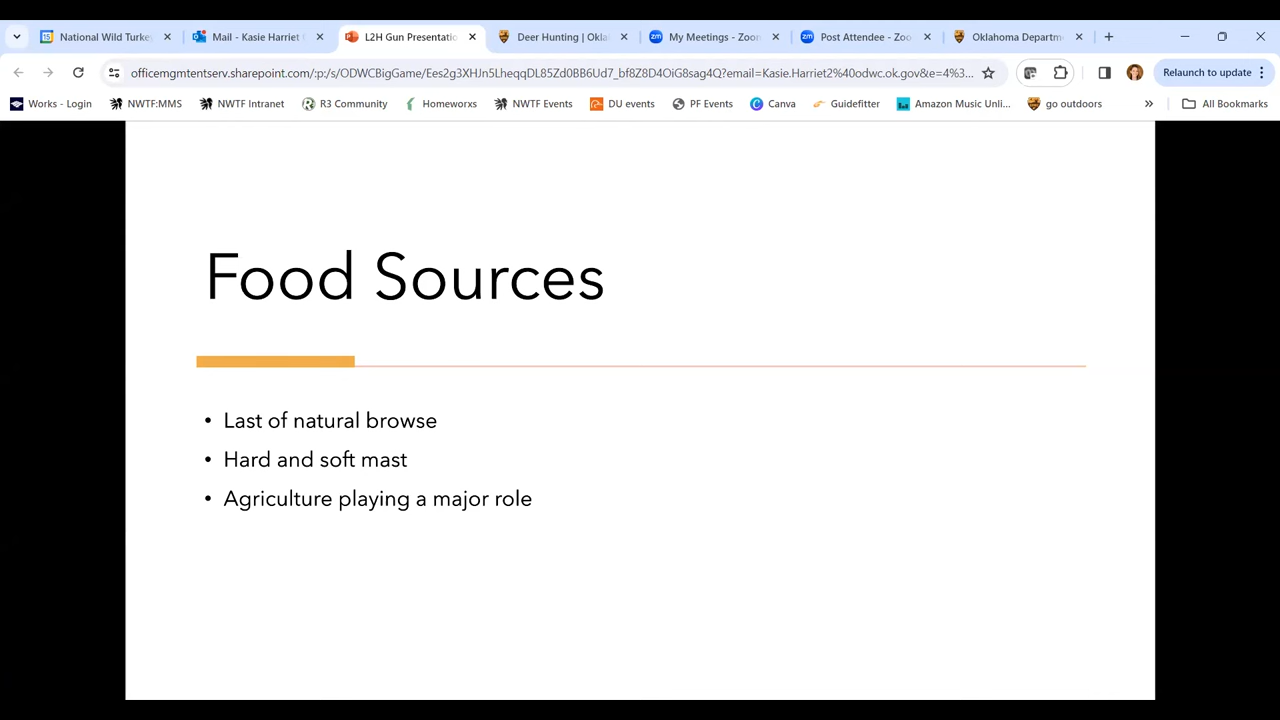 National Wild Turke
Mail - Kasie Harriet
L2H Gun Presentatio
Deer Hunting | Okla
My Meetings - Zoom
Post Attendee - Zoo
Oklahoma Departm
officemgmtentserv.sharepoint.com/:p:/g/ODWCBigGame/Ees2g3XHJn5LheqqDL85Zd0BB6Ud7_bf8Z8D4OiG8sag4Q?email=Kasie.Harriet2%40odwc.ok.gov&e=4%3...
Relaunch to update
Works - Login
NWTF:MMS
NWTF Intranet
R3 Community
Homeworxs
NWTF Events
DU events
PF Events
Canva
Guidefitter
Amazon Music Unli...
go outdoors
All Bookmarks
Food Sources
• Last of natural browse
• Hard and soft mast
• Agriculture playing a major role